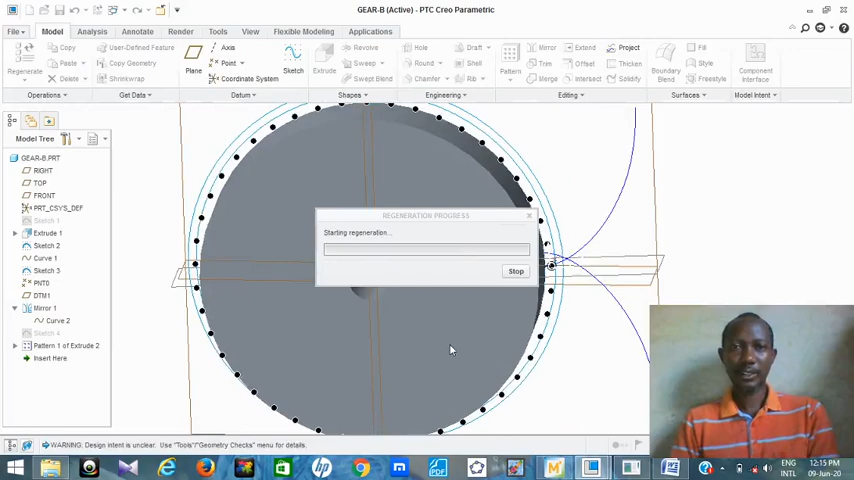 GEAR-B (Active) - PTC Creo Parametric
File Model Analysis Annotate Render Tools View Flexible Modeling Applications
Regenerate
Copy
Paste
Delete
User-Defined Feature
Copy Geometry
Shrinkwrap
Plane
Axis
Point
Coordinate System
Sketch
Extrude
Revolve
Sweep
Swept Blend
Hole
Round
Chamfer
Draft
Shell
Rib
Pattern
Mirror
Trim
Merge
Extend
Offset
Intersect
Project
Thicken
Solidify
Boundary
Blend
Fill
Style
Freestyle
Component
Interface
Operations Get Data Datum Shapes Engineering Editing Surfaces Model Intent
Model Tree
GEAR-B.PRT
RIGHT
TOP
FRONT
PRT_CSYS_DEF
Sketch 1
Extrude 1
Sketch 2
Curve 1
Sketch 3
PNT0
DTM1
Mirror 1
Curve 2
Sketch 4
Pattern 1 of Extrude 2
Insert Here
REGENERATION PROGRESS
Starting regeneration...
Stop
WARNING: Design intent is unclear. Use "Tools"/"Geometry Checks" menu for details.
hp
m
PDF
M
W
ENG
INTL
12:15 PM
09-Jun-20